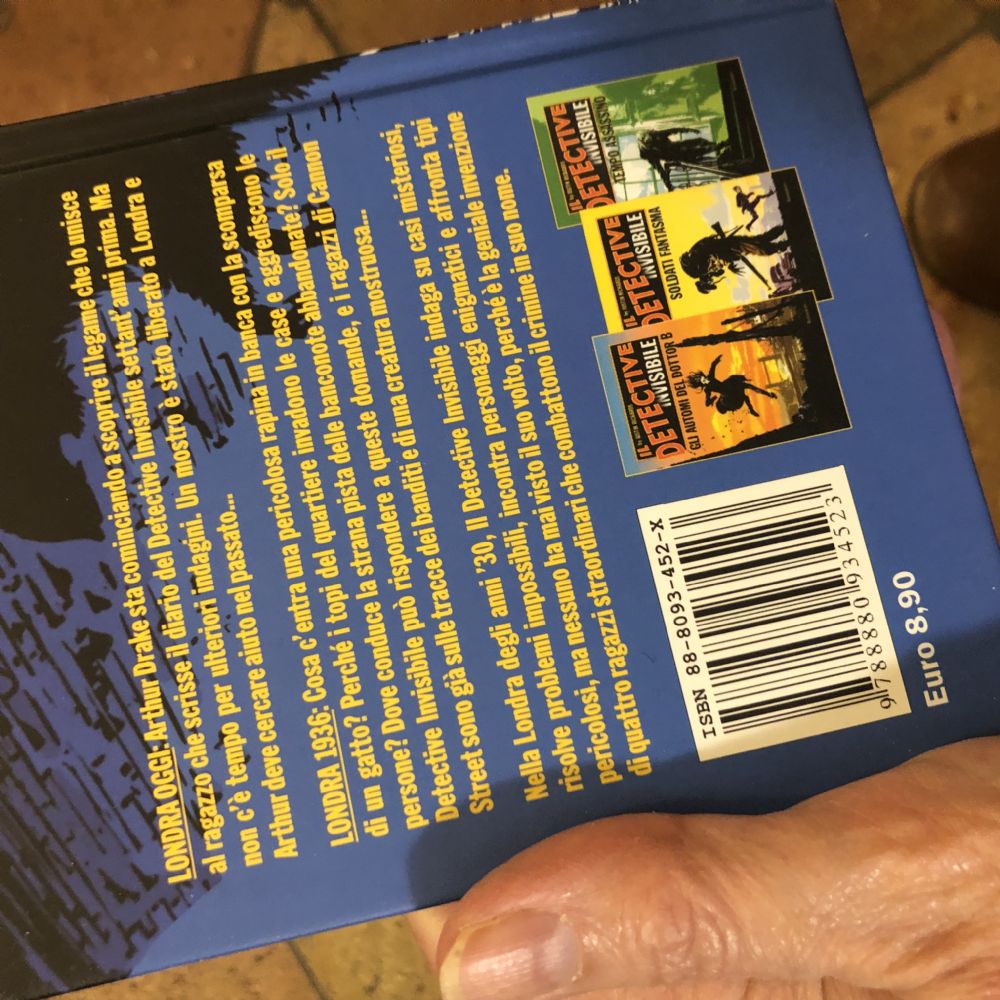 LONDRA OGGI: Arthur Drake sta cominciando a scoprire il legame che lo unisce
al ragazzo che scrisse il diario del Detective Invisibile settant'anni prima. Ma
non c'è tempo per ulteriori indagini. Un mostro è stato liberato a Londra e
Arthur deve cercare aiuto nel passato...
LONDRA 1936: Cosa c'entra una pericolosa rapina in banca con la scomparsa
di un gatto? Perché i topi del quartiere invadono le case e aggrediscono le
persone? Dove conduce la strana pista delle banconote abbandonate? Solo il
Detective Invisibile può rispondere a queste domande, e i ragazzi di Cannon
Street sono già sulle tracce dei banditi e di una creatura mostruosa...
Nella Londra degli anni '30, Il Detective Invisibile indaga su casi misteriosi,
risolve problemi impossibili, incontra personaggi enigmatici e affronta tipi
pericolosi, ma nessuno ha mai visto il suo volto, perché è la geniale invenzione
di quattro ragazzi straordinari che combattono il crimine in suo nome.
IL
DETECTIVE
INVISIBILE
GLI AUTOMI DEL DOTTOR B
IL
DETECTIVE
INVISIBILE
SOLDATI FANTASMA
IL
DETECTIVE
INVISIBILE
TEMPO ASSASSINO
ISBN 88-8093-452-X
9 788880 934523
Euro 8,90